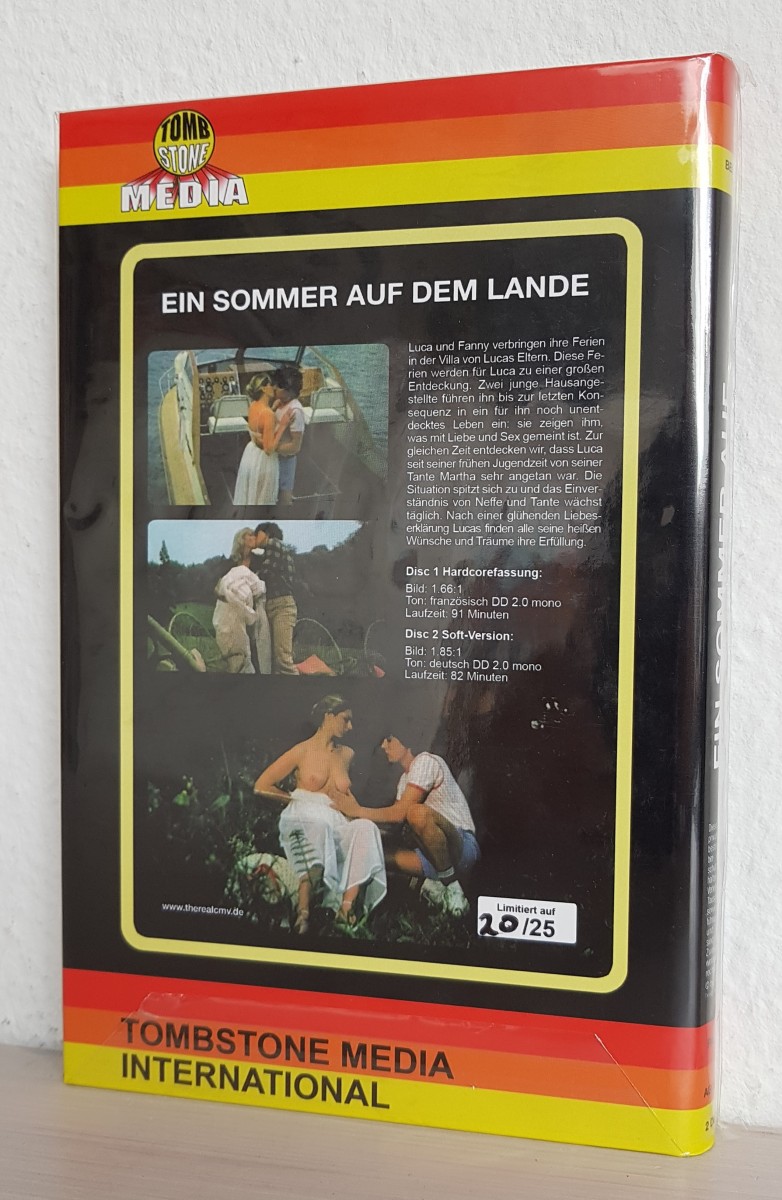 TOMB
STONE
MEDIA
EIN SOMMER AUF DEM LANDE
Luca und Fanny verbringen ihre Ferien
in der Villa von Lucas Eltern. Diese Fe-
rien werden für Luca zu einer großen
Entdeckung. Zwei junge Hausange-
stellte führen ihn bis zur letzten Kon-
sequenz in ein für ihn noch unent-
decktes Leben ein: sie zeigen ihm,
was mit Liebe und Sex gemeint ist. Zur
gleichen Zeit entdecken wir, dass Luca
seit seiner frühen Jugendzeit von seiner
Tante Martha sehr angetan war. Die
Situation spitzt sich zu und das Einver-
ständnis von Neffe und Tante wächst
täglich. Nach einer glühenden Liebes-
erklärung Lucas finden alle seine heißen
Wünsche und Träume ihre Erfüllung.
Disc 1 Hardcorefassung:
Bild: 1.66:1
Ton: französisch DD 2.0 mono
Laufzeit: 91 Minuten
Disc 2 Soft-Version:
Bild: 1.85:1
Ton: deutsch DD 2.0 mono
Laufzeit: 82 Minuten
www.therealcmv.de
Limitiert auf
20/25
TOMBSTONE MEDIA
INTERNATIONAL
EIN SOMMER AUF